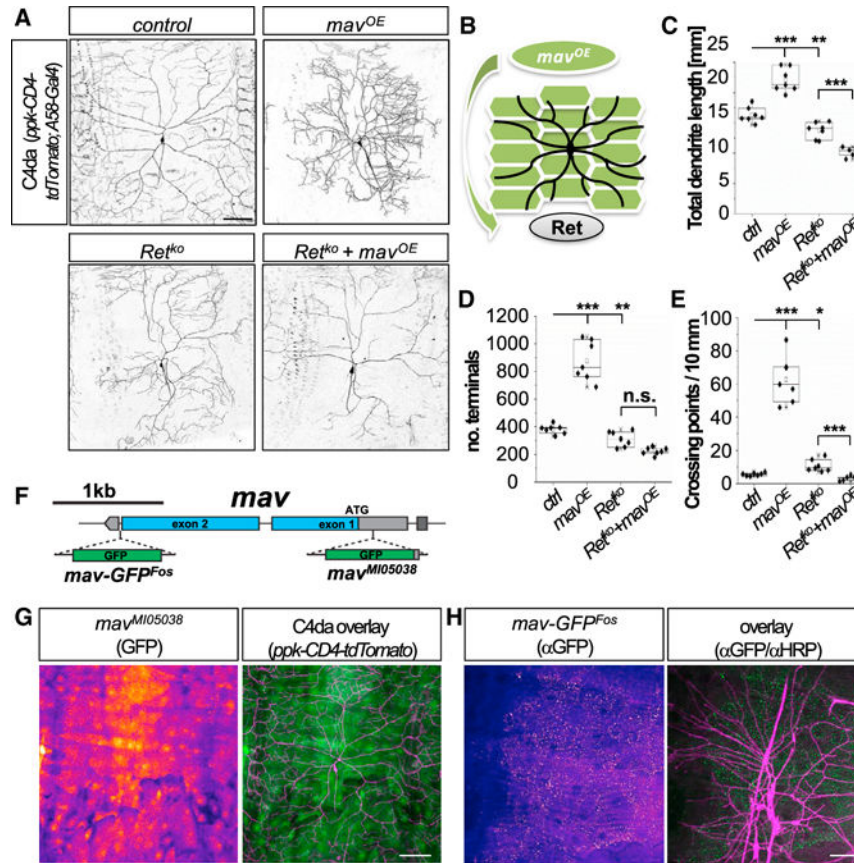 A
control
mav^OE
C4da (ppk-CD4-
tdTomato;A58-Gal4)
Ret^ko
Ret^ko + mav^OE
B
mav^OE
Ret
C
Total dendrite length [mm]
25
20
15
10
5
0
***
**
***
ctrl
mav^OE
Ret^ko
Ret^ko+mav^OE
D
no. terminals
1200
1000
800
600
400
200
0
***
**
n.s.
ctrl
mav^OE
Ret^ko
Ret^ko+mav^OE
E
Crossing points / 10 mm
100
80
60
40
20
0
***
*
***
ctrl
mav^OE
Ret^ko
Ret^ko+mav^OE
F
1kb
mav
ATG
exon 2
exon 1
GFP
GFP
mav-GFP^Fos
mav^MI05038
G
mav^MI05038
(GFP)
C4da overlay
(ppk-CD4-tdTomato)
H
mav-GFP^Fos
(αGFP)
overlay
(αGFP/αHRP)